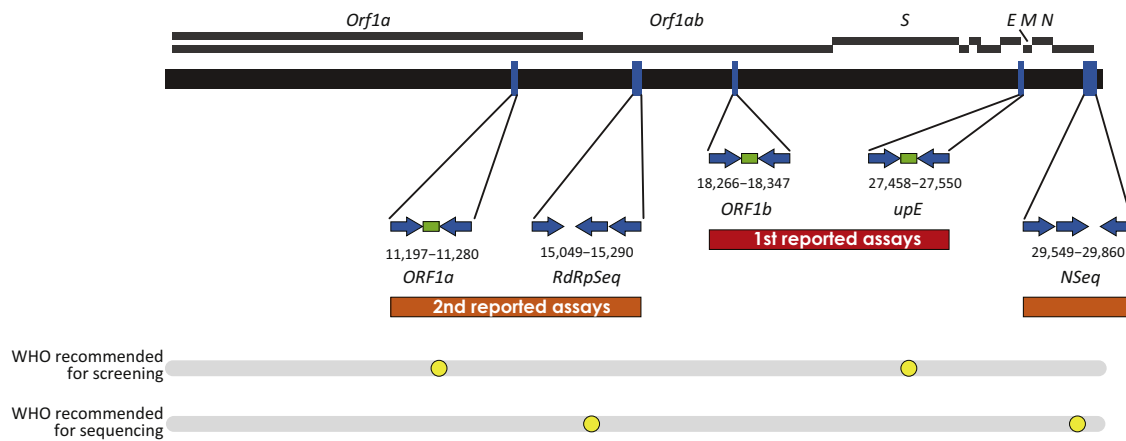 Orf1a
Orf1ab
S
E M N
18,266–18,347
ORF1b
27,458–27,550
upE
1st reported assays
11,197–11,280
ORF1a
15,049–15,290
RdRpSeq
29,549–29,860
NSeq
2nd reported assays
WHO recommended
for screening
WHO recommended
for sequencing